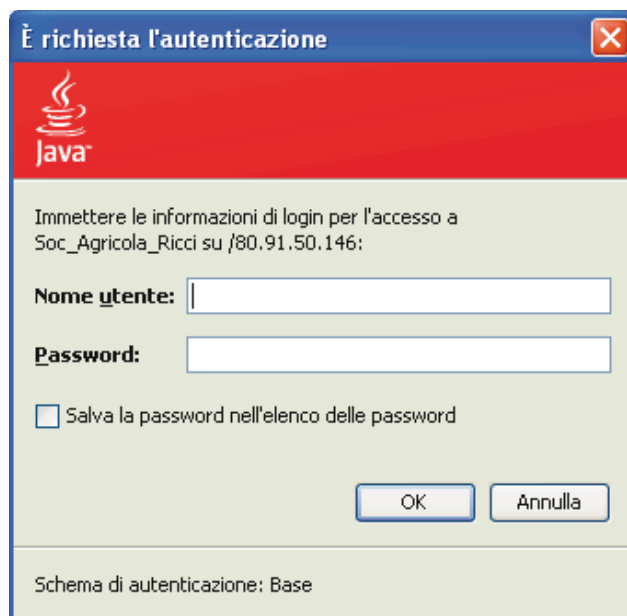 È richiesta l'autenticazione
Java
Immettere le informazioni di login per l'accesso a
Soc_Agricola_Ricci su /80.91.50.146:
Nome utente:
Password:
Salva la password nell'elenco delle password
OK Annulla
Schema di autenticazione: Base